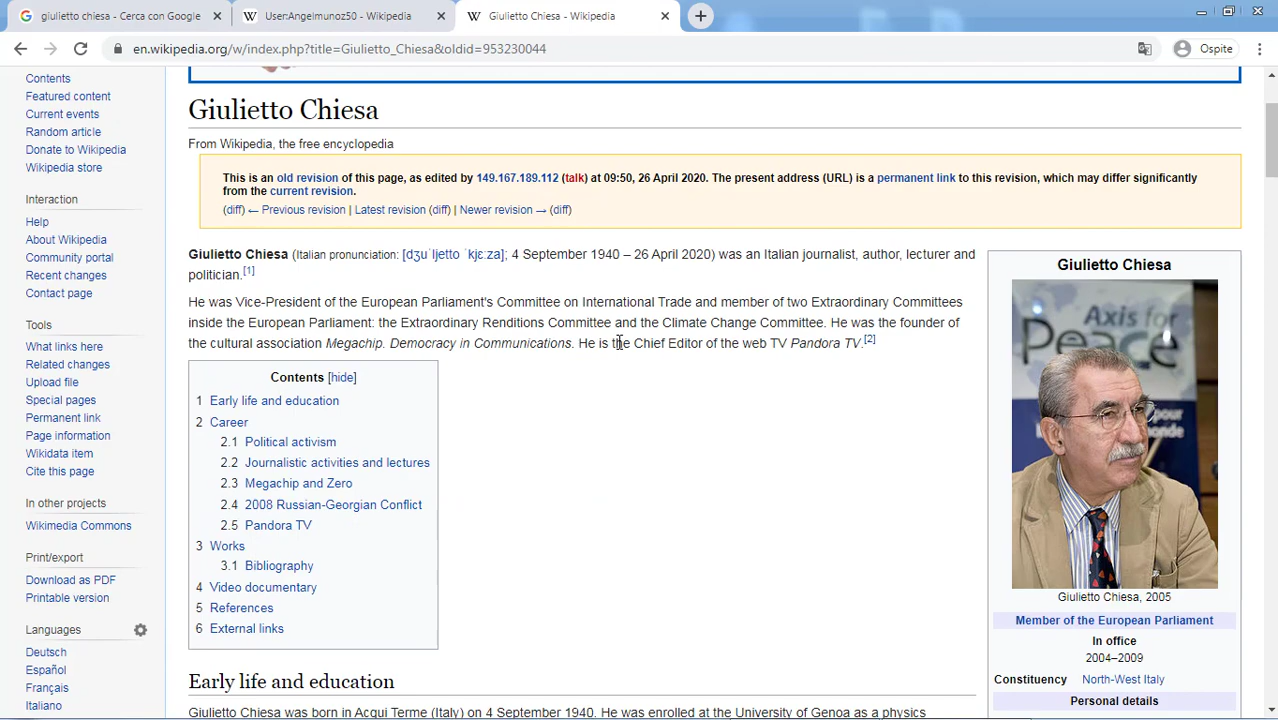 giulietto chiesa - Cerca con Google
UserAngelmunoz50 - Wikipedia
Giulietto Chiesa - Wikipedia
en.wikipedia.org/w/index.php?title=Giulietto_Chiesa&oldid=953230044
Ospite
Contents
Featured content
Current events
Random article
Donate to Wikipedia
Wikipedia store
Interaction
Help
About Wikipedia
Community portal
Recent changes
Contact page
Tools
What links here
Related changes
Upload file
Special pages
Permanent link
Page information
Wikidata item
Cite this page
In other projects
Wikimedia Commons
Print/export
Download as PDF
Printable version
Languages
Deutsch
Español
Français
Italiano
Giulietto Chiesa
From Wikipedia, the free encyclopedia
This is an old revision of this page, as edited by 149.167.189.112 (talk) at 09:50, 26 April 2020. The present address (URL) is a permanent link to this revision, which may differ significantly
from the current revision.
(diff) ← Previous revision | Latest revision (diff) | Newer revision → (diff)
Giulietto Chiesa (Italian pronunciation: [dʒuˈljetto ˈkjɛːza]; 4 September 1940 – 26 April 2020) was an Italian journalist, author, lecturer and
politician.[1]
He was Vice-President of the European Parliament's Committee on International Trade and member of two Extraordinary Committees
inside the European Parliament: the Extraordinary Renditions Committee and the Climate Change Committee. He was the founder of
the cultural association Megachip. Democracy in Communications. He is the Chief Editor of the web TV Pandora TV.[2]
Contents [hide]
1 Early life and education
2 Career
2.1 Political activism
2.2 Journalistic activities and lectures
2.3 Megachip and Zero
2.4 2008 Russian-Georgian Conflict
2.5 Pandora TV
3 Works
3.1 Bibliography
4 Video documentary
5 References
6 External links
Early life and education
Giulietto Chiesa was born in Acqui Terme (Italy) on 4 September 1940. He was enrolled at the University of Genoa as a physics
Giulietto Chiesa
Axis for
Peace
Giulietto Chiesa, 2005
Member of the European Parliament
In office
2004–2009
Constituency North-West Italy
Personal details